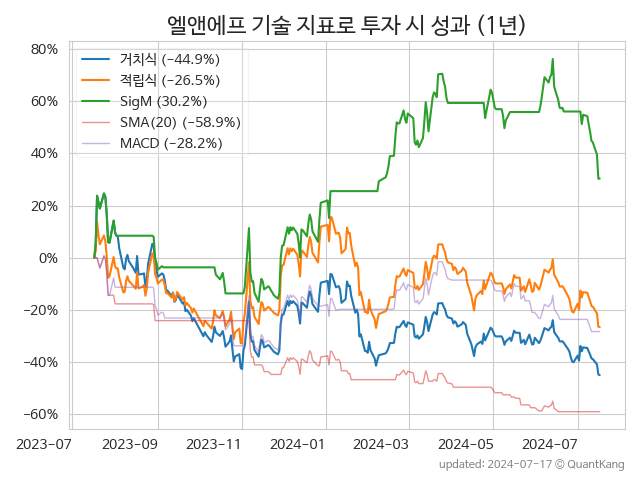 엘앤에프 기술 지표로 투자 시 성과 (1년)
80%
60%
40%
20%
0%
−20%
−40%
−60%
거치식 (−44.9%)
적립식 (−26.5%)
SigM (30.2%)
SMA(20) (−58.9%)
MACD (−28.2%)
2023-07 2023-09 2023-11 2024-01 2024-03 2024-05 2024-07
updated: 2024-07-17 © QuantKang